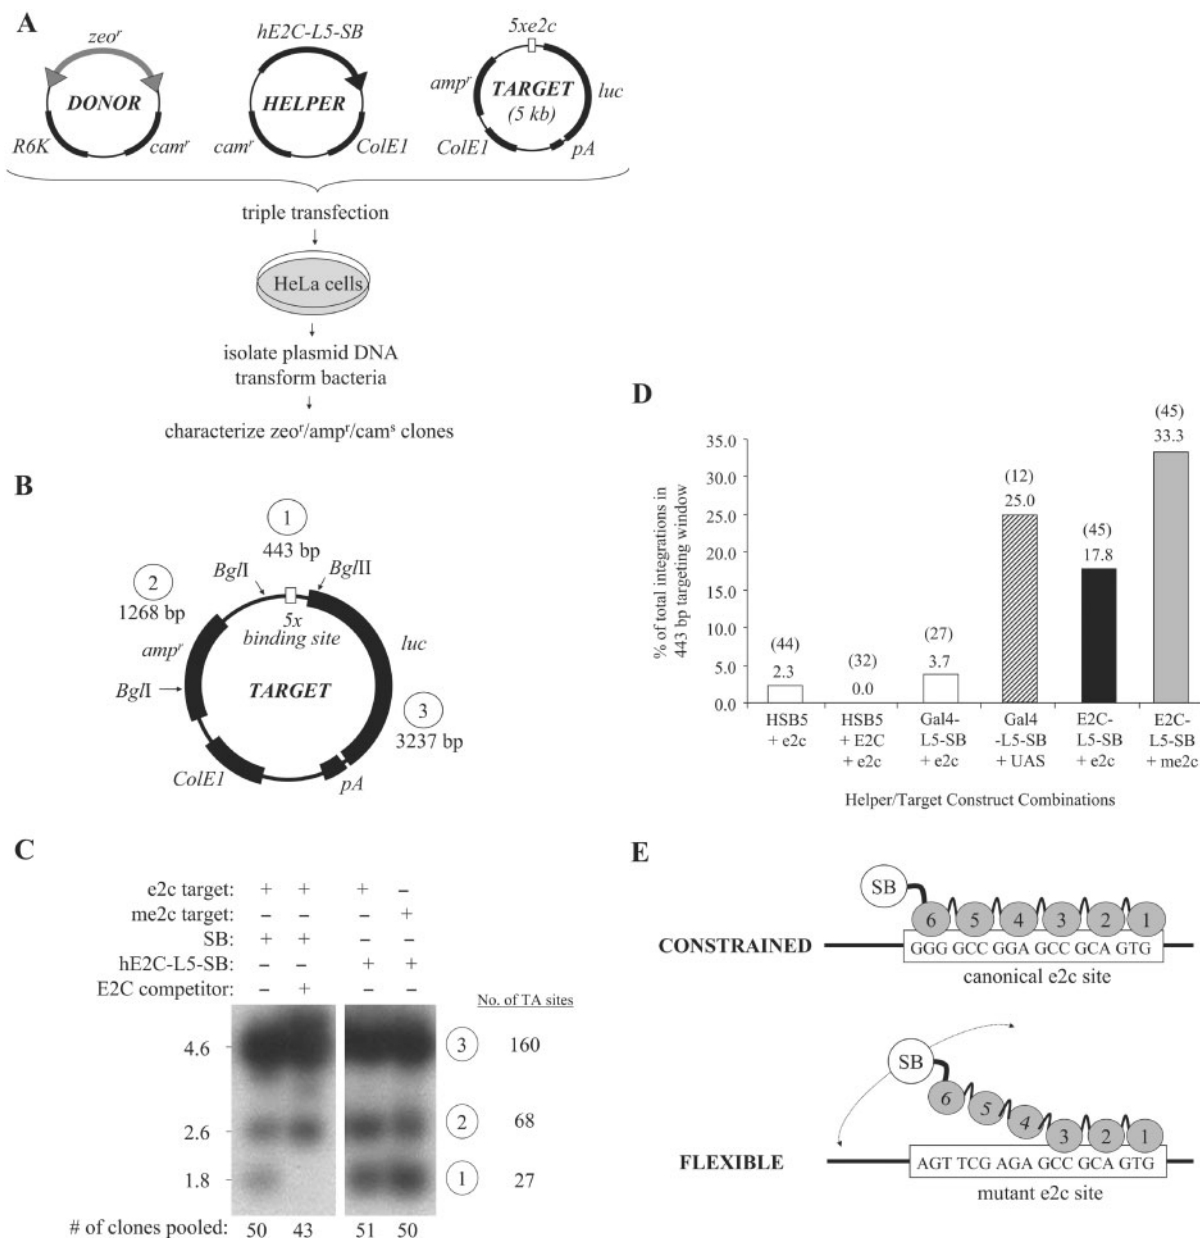 A
zeoʳ
DONOR
R6K
camʳ
hE2C-L5-SB
HELPER
camʳ
ColE1
5xe2c
ampʳ
TARGET
(5 kb)
luc
ColE1
pA
triple transfection
HeLa cells
isolate plasmid DNA
transform bacteria
characterize zeoʳ/ampʳ/camˢ clones
B
1
443 bp
BglI
BglII
2
1268 bp
5x
binding site
ampʳ
luc
BglI
TARGET
3
3237 bp
ColE1
pA
C
e2c target: + + + –
me2c target: – – – +
SB: + + – –
hE2C-L5-SB: – – + +
E2C competitor: – + – –
No. of TA sites
4.6 3 160
2.6 2 68
1.8 1 27
# of clones pooled: 50 43 51 50
D
% of total integrations in
443 bp targeting window
35.0
30.0
25.0
20.0
15.0
10.0
5.0
0.0
(44)
2.3
(32)
0.0
(27)
3.7
(12)
25.0
(45)
17.8
(45)
33.3
HSB5
+ e2c
HSB5
+ E2C
+ e2c
Gal4-
L5-SB
+ e2c
Gal4
-L5-SB
+ UAS
E2C-
L5-SB
+ e2c
E2C-
L5-SB
+ me2c
Helper/Target Construct Combinations
E
SB
6 5 4 3 2 1
CONSTRAINED
GGG GCC GGA GCC GCA GTG
canonical e2c site
SB
6 5 4 3 2 1
FLEXIBLE
AGT TCG AGA GCC GCA GTG
mutant e2c site